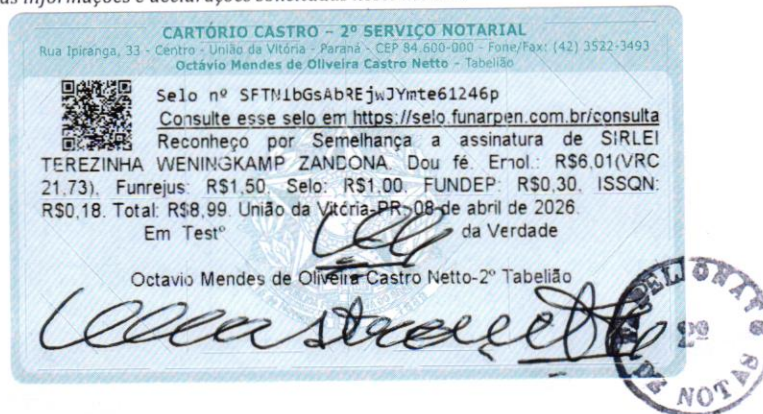 CARTÓRIO CASTRO – 2º SERVIÇO NOTARIAL
Rua Ipiranga, 33 - Centro - União da Vitória - Paraná - CEP 84.600-000 - Fone/Fax: (42) 3522-3493
Octávio Mendes de Oliveira Castro Netto - Tabelião
Selo nº SFTN1bGsAbREjwJYmte61246p
Consulte esse selo em https://selo.funarpen.com.br/consulta
Reconheço por Semelhança a assinatura de SIRLEI
TEREZINHA WENINGKAMP ZANDONA. Dou fé. Emol.: R$6,01(VRC
21,73), Funrejus: R$1,50, Selo: R$1,00, FUNDEP: R$0,30, ISSQN:
R$0,18. Total: R$8,99. União da Vitória-PR, 08 de abril de 2026.
Em Testº da Verdade
Octavio Mendes de Oliveira Castro Netto-2º Tabelião
2º
NOTAS